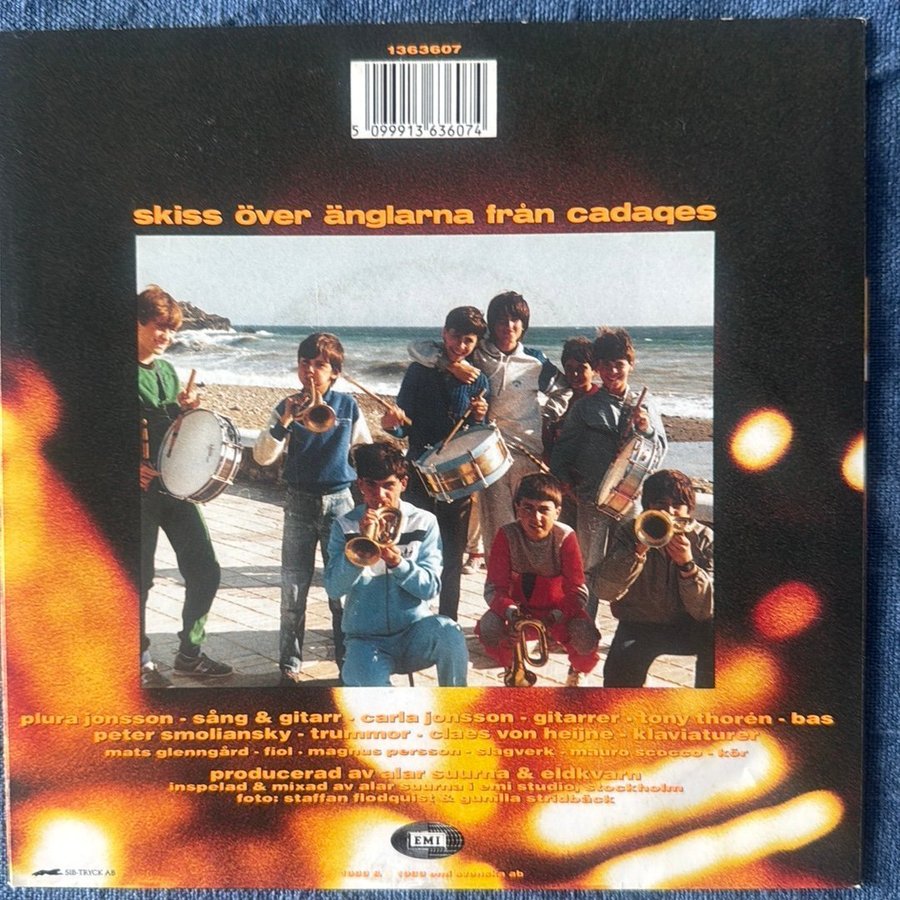 1363607
5 099913 636074
skiss över änglarna från cadaqes
plura jonsson - sång & gitarr - carla jonsson - gitarrer - tony thorén - bas
peter smoliansky - trummor - claes von heijne - klaviaturer
mats glenngård - fiol - magnus persson - slagverk - mauro scocco - kör
producerad av alar suurna & eldkvarn
inspelad & mixad av alar suurna i emi studio, stockholm
foto: staffan flodquist & gunilla stridbäck
EMI
SIB-TRYCK AB
emi svenska ab